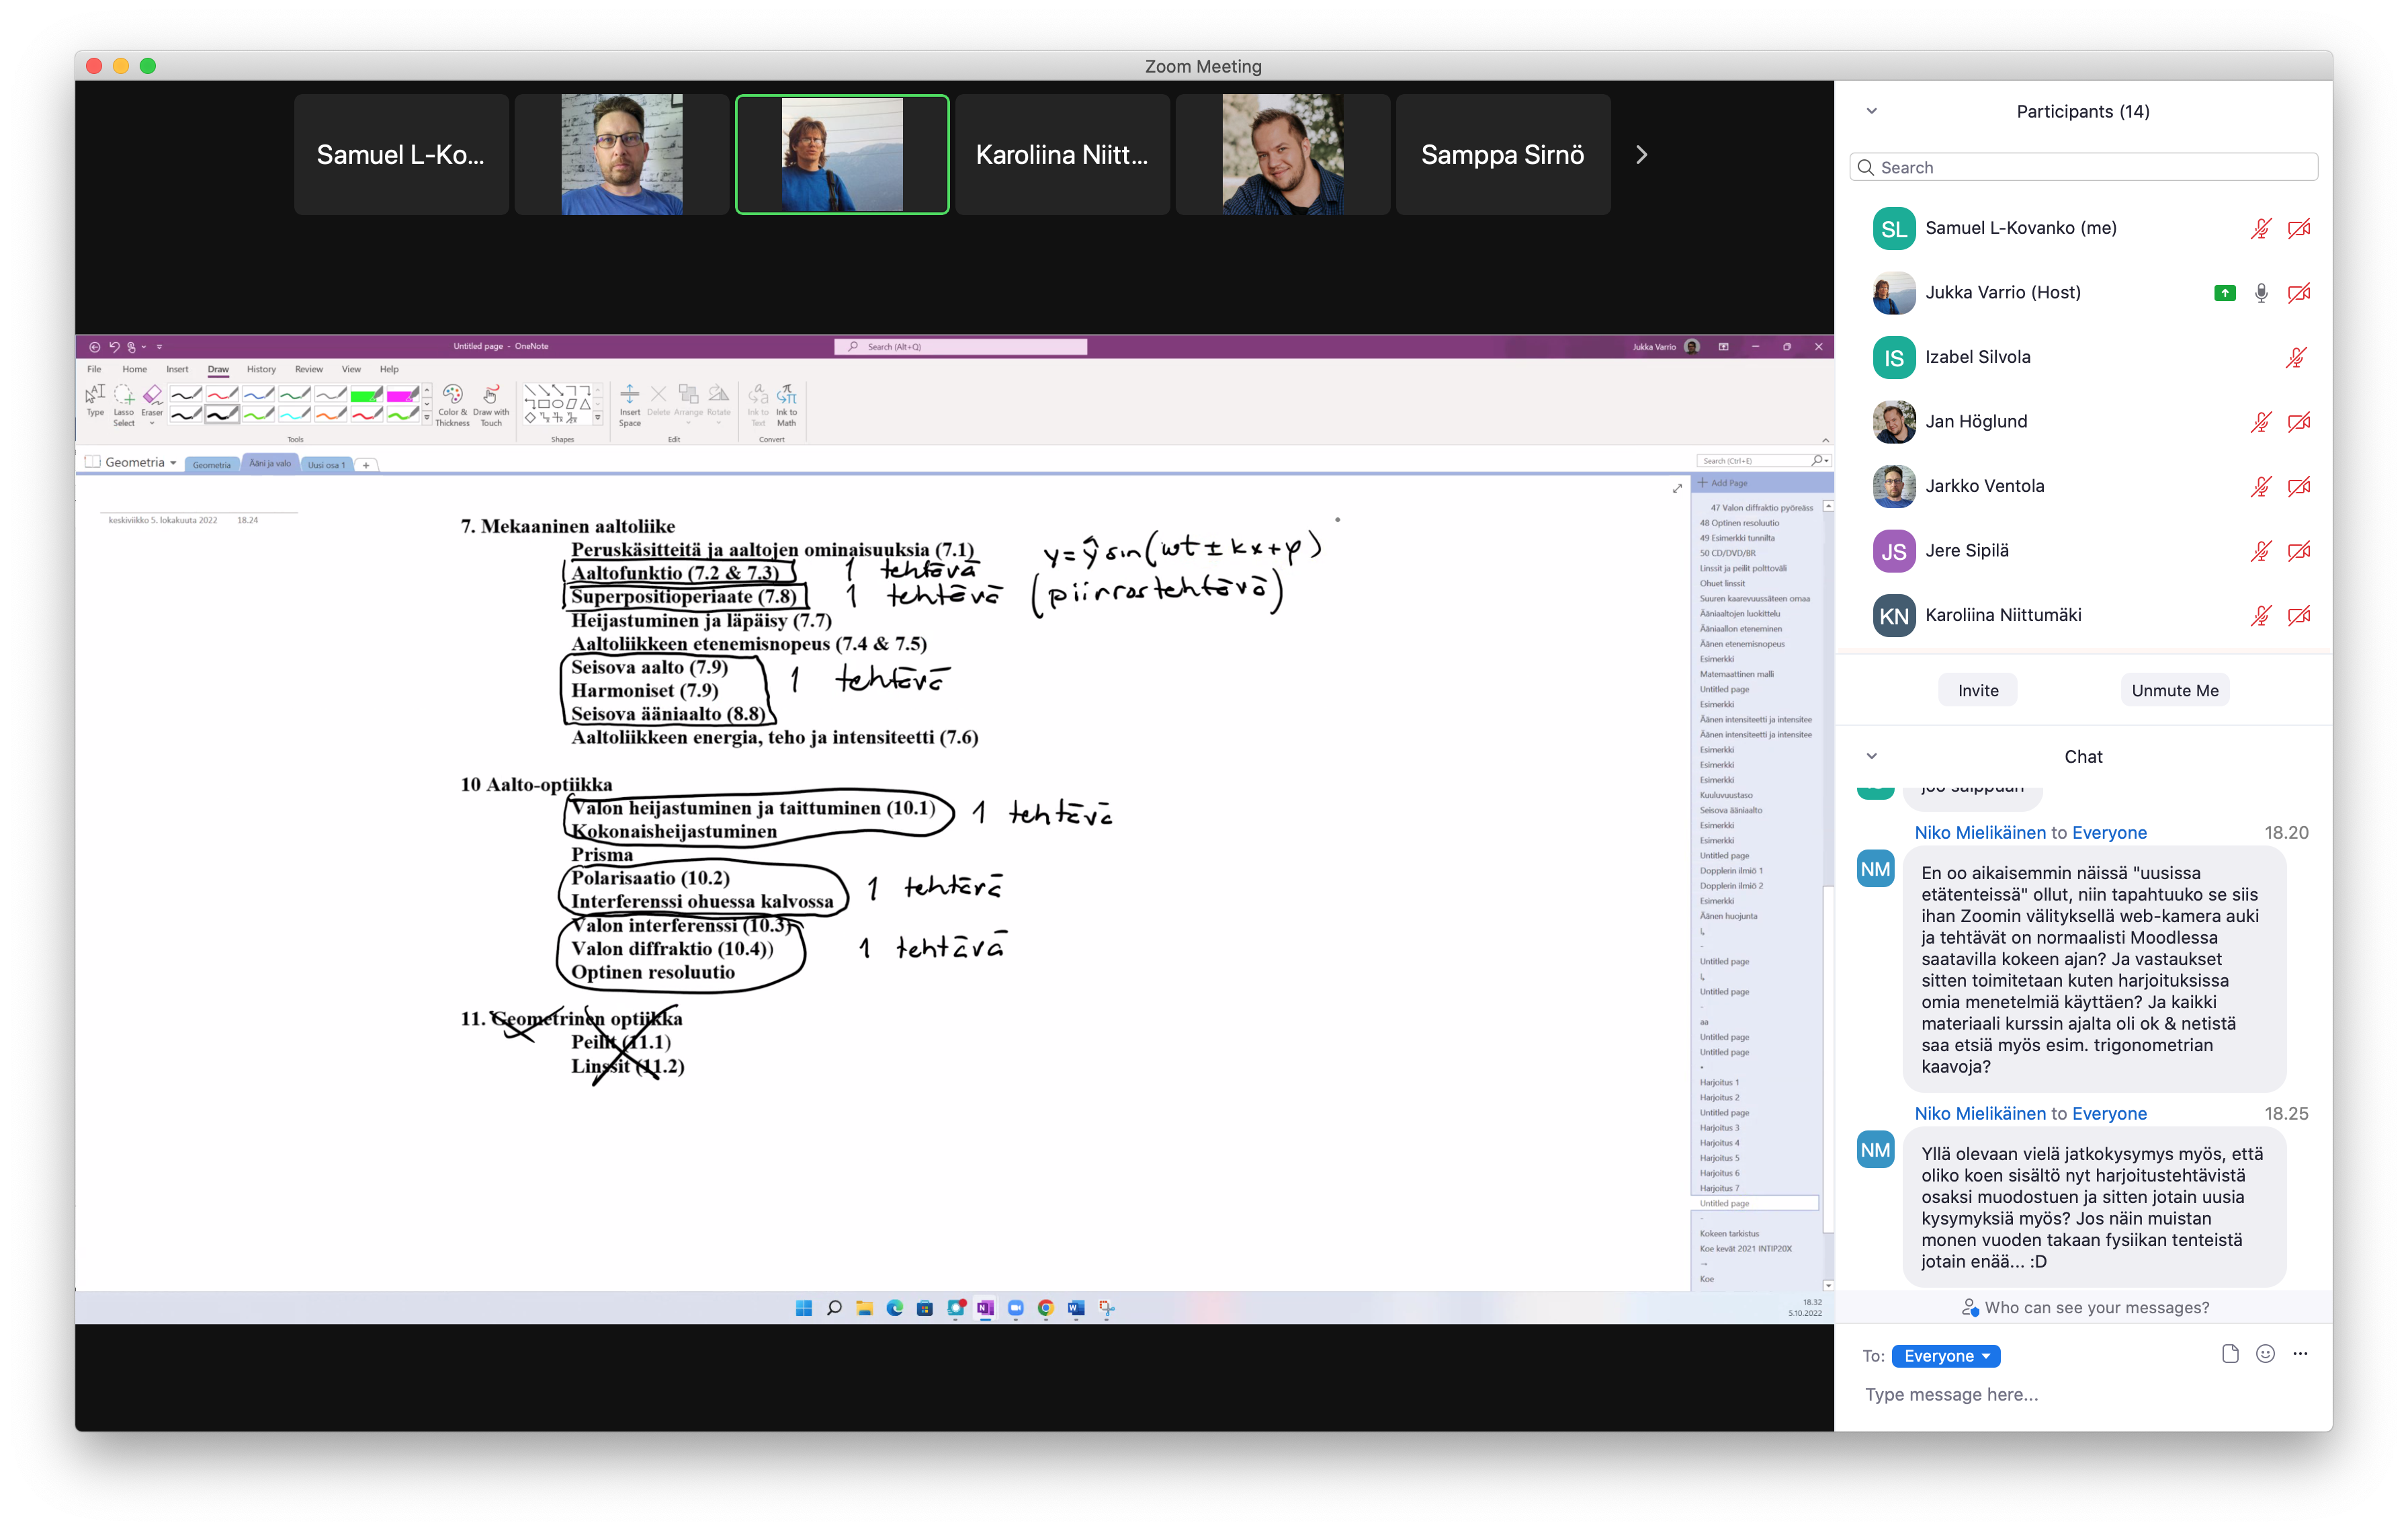 Zoom Meeting
Samuel L-Ko...
Karoliina Niitt...
Samppa Sirnö
Untitled page - OneNote
Search (Alt+Q)
Jukka Varrio
File Home Insert Draw History Review View Help
Type
Lasso Select
Eraser
Color & Thickness
Draw with Touch
Insert Space
Delete
Arrange
Rotate
Ink to Text
Ink to Math
Tools
Shapes
Edit
Convert
Geometria
Geometria
Ääni ja valo
Uusi osa 1
Search (Ctrl+E)
keskiviikko 5. lokakuuta 2022 18.24
7. Mekaaninen aaltoliike
Peruskäsitteitä ja aaltojen ominaisuuksia (7.1)
y = ŷ sin(ωt ± kx + φ)
Aaltofunktio (7.2 & 7.3) 1 tehtävä
Superpositioperiaate (7.8) 1 tehtävä (piirrostehtävä)
Heijastuminen ja läpäisy (7.7)
Aaltoliikkeen etenemisnopeus (7.4 & 7.5)
Seisova aalto (7.9)
Harmoniset (7.9) 1 tehtävä
Seisova ääniaalto (8.8)
Aaltoliikkeen energia, teho ja intensiteetti (7.6)
10 Aalto-optiikka
Valon heijastuminen ja taittuminen (10.1) 1 tehtävä
Kokonaisheijastuminen
Prisma
Polarisaatio (10.2) 1 tehtävä
Interferenssi ohuessa kalvossa
Valon interferenssi (10.3)
Valon diffraktio (10.4)) 1 tehtävä
Optinen resoluutio
11. Geometrinen optiikka
Peilit (11.1)
Linssit (11.2)
Add Page
47 Valon diffraktio pyöreäss
48 Optinen resoluutio
49 Esimerkki tunnilta
50 CD/DVD/BR
Linssit ja peilit polttoväli
Ohuet linssit
Suuren kaarevuussäteen omaa
Ääniaaltojen luokittelu
Ääniaallon eteneminen
Äänen etenemisnopeus
Esimerkki
Matemaattinen malli
Untitled page
Esimerkki
Äänen intensiteetti ja intensitee
Äänen intensiteetti ja intensitee
Esimerkki
Esimerkki
Esimerkki
Kuuluvuustaso
Seisova ääniaalto
Esimerkki
Esimerkki
Untitled page
Dopplerin ilmiö 1
Dopplerin ilmiö 2
Esimerkki
Äänen huojunta
Untitled page
Untitled page
aa
Untitled page
Untitled page
Harjoitus 1
Harjoitus 2
Untitled page
Harjoitus 3
Harjoitus 4
Harjoitus 5
Harjoitus 6
Harjoitus 7
Untitled page
Kokeen tarkistus
Koe kevät 2021 INTIP20X
Koe
18.32
5.10.2022
Participants (14)
Search
SL Samuel L-Kovanko (me)
Jukka Varrio (Host)
IS Izabel Silvola
Jan Höglund
Jarkko Ventola
JS Jere Sipilä
KN Karoliina Niittumäki
Invite
Unmute Me
Chat
joo saippuan
Niko Mielikäinen to Everyone 18.20
NM
En oo aikaisemmin näissä "uusissa
etätenteissä" ollut, niin tapahtuuko se siis
ihan Zoomin välityksellä web-kamera auki
ja tehtävät on normaalisti Moodlessa
saatavilla kokeen ajan? Ja vastaukset
sitten toimitetaan kuten harjoituksissa
omia menetelmiä käyttäen? Ja kaikki
materiaali kurssin ajalta oli ok & netistä
saa etsiä myös esim. trigonometrian
kaavoja?
Niko Mielikäinen to Everyone 18.25
NM
Yllä olevaan vielä jatkokysymys myös, että
oliko koen sisältö nyt harjoitustehtävistä
osaksi muodostuen ja sitten jotain uusia
kysymyksiä myös? Jos näin muistan
monen vuoden takaan fysiikan tenteistä
jotain enää... :D
Who can see your messages?
To: Everyone
Type message here...